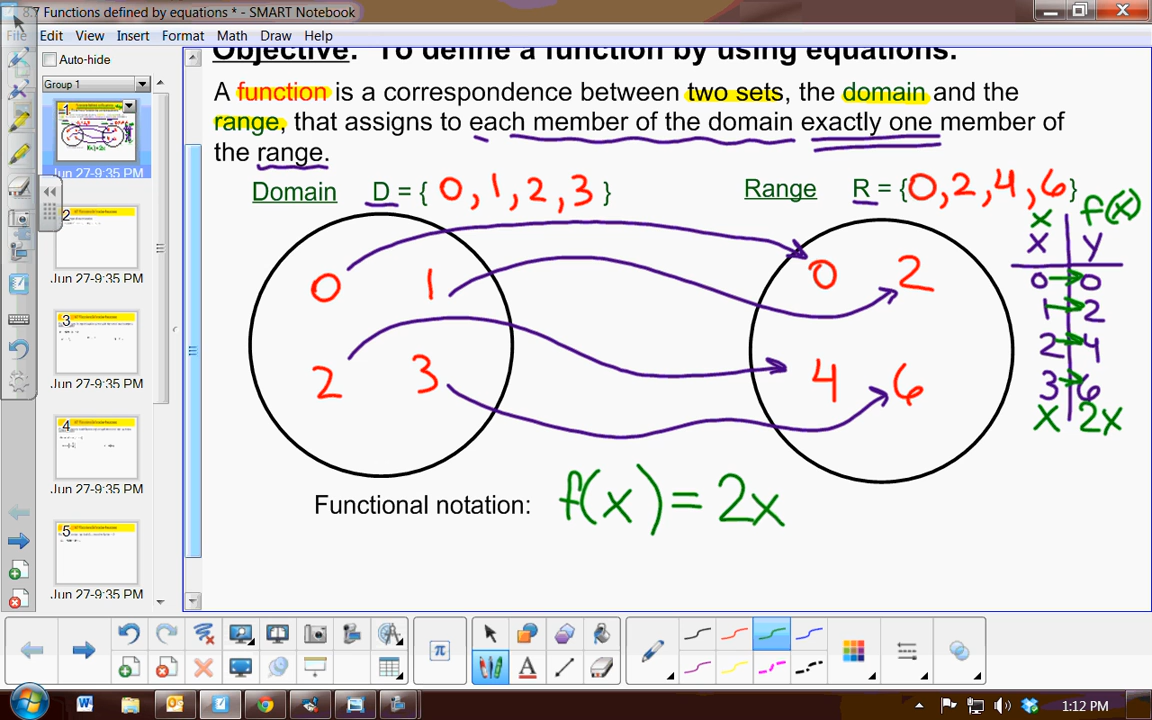 8.7 Functions defined by equations * - SMART Notebook
File Edit View Insert Format Math Draw Help
Auto-hide
Group 1
1
Jun 27-9:35 PM
2
Jun 27-9:35 PM
3
Jun 27-9:35 PM
4
Jun 27-9:35 PM
5
Jun 27-9:35 PM
Objective: To define a function by using equations.
A function is a correspondence between two sets, the domain and the
range, that assigns to each member of the domain exactly one member of
the range.
Domain D = { 0, 1, 2, 3 } Range R = {0, 2, 4, 6}
0 1
2 3
0 2
4 6
x f(x)
x y
0 → 0
1 → 2
2 → 4
3 → 6
x 2x
Functional notation: f(x) = 2x
π
A
W
1:12 PM